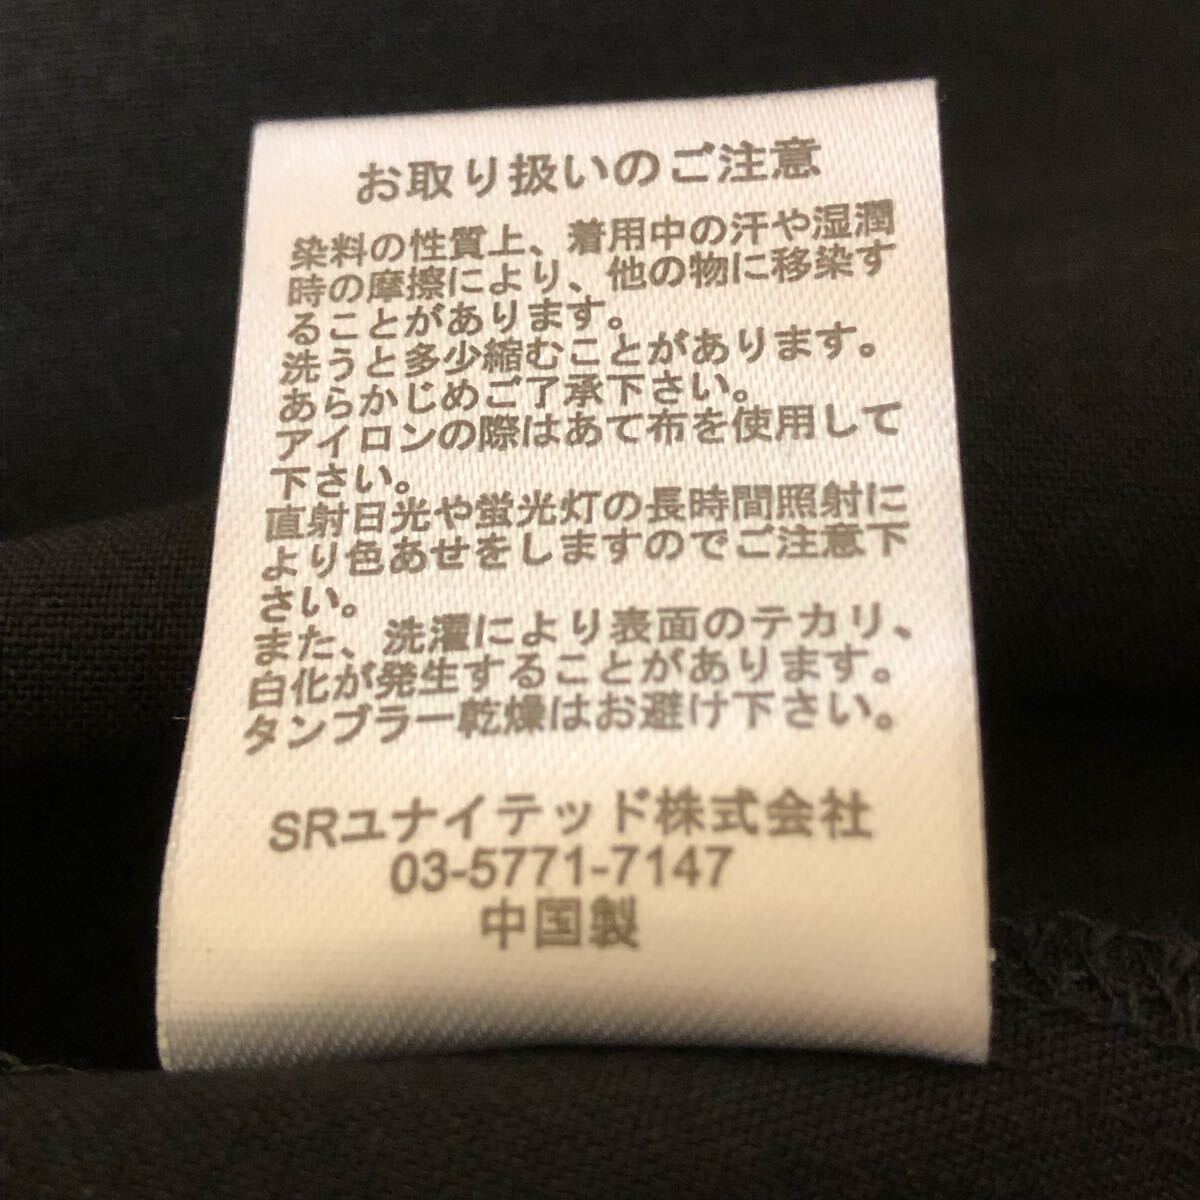 お取り扱いのご注意
染料の性質上、着用中の汗や湿潤
時の摩擦により、他の物に移染す
ることがあります。
洗うと多少縮むことがあります。
あらかじめご了承下さい。
アイロンの際はあて布を使用して
下さい。
直射日光や蛍光灯の長時間照射に
より色あせをしますのでご注意下
さい。
また、洗濯により表面のテカリ、
白化が発生することがあります。
タンブラー乾燥はお避け下さい。
SRユナイテッド株式会社
03-5771-7147
中国製